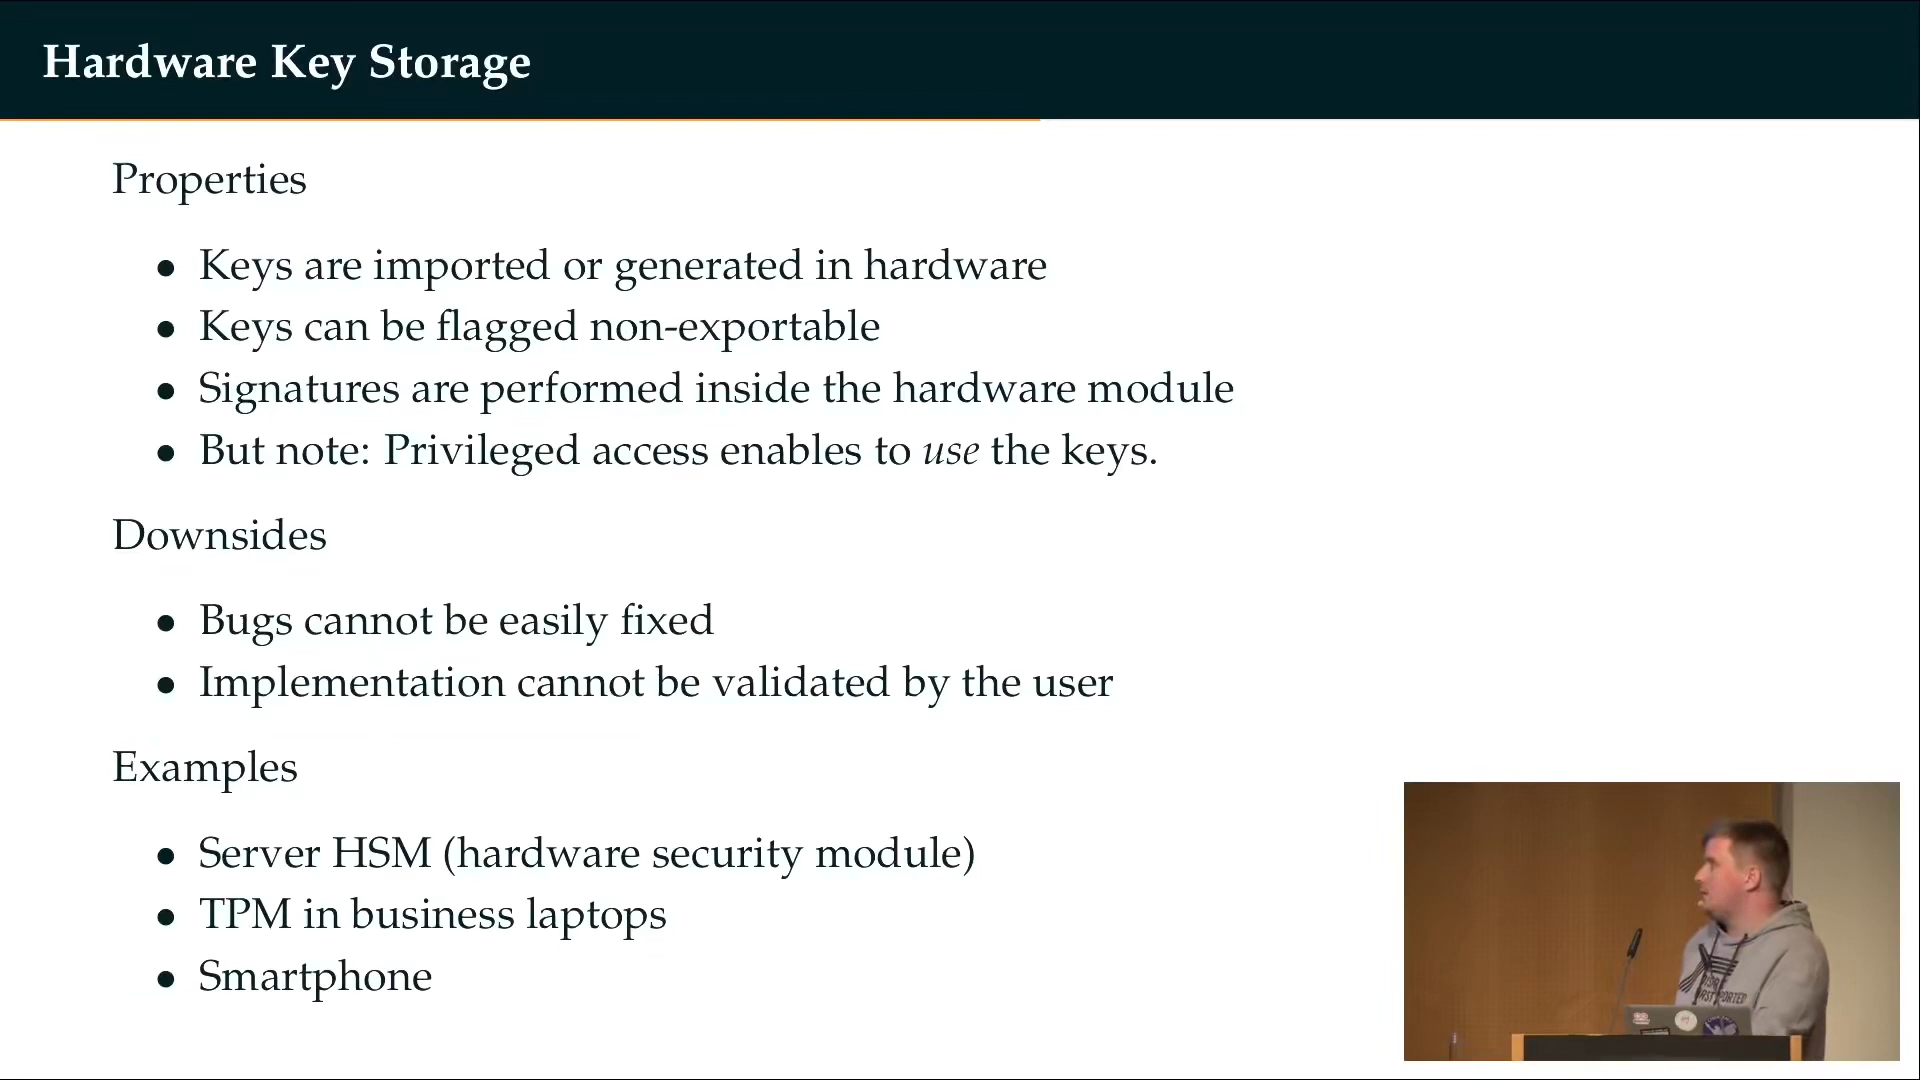 Hardware Key Storage
Properties
• Keys are imported or generated in hardware
• Keys can be flagged non-exportable
• Signatures are performed inside the hardware module
• But note: Privileged access enables to use the keys.
Downsides
• Bugs cannot be easily fixed
• Implementation cannot be validated by the user
Examples
• Server HSM (hardware security module)
• TPM in business laptops
• Smartphone